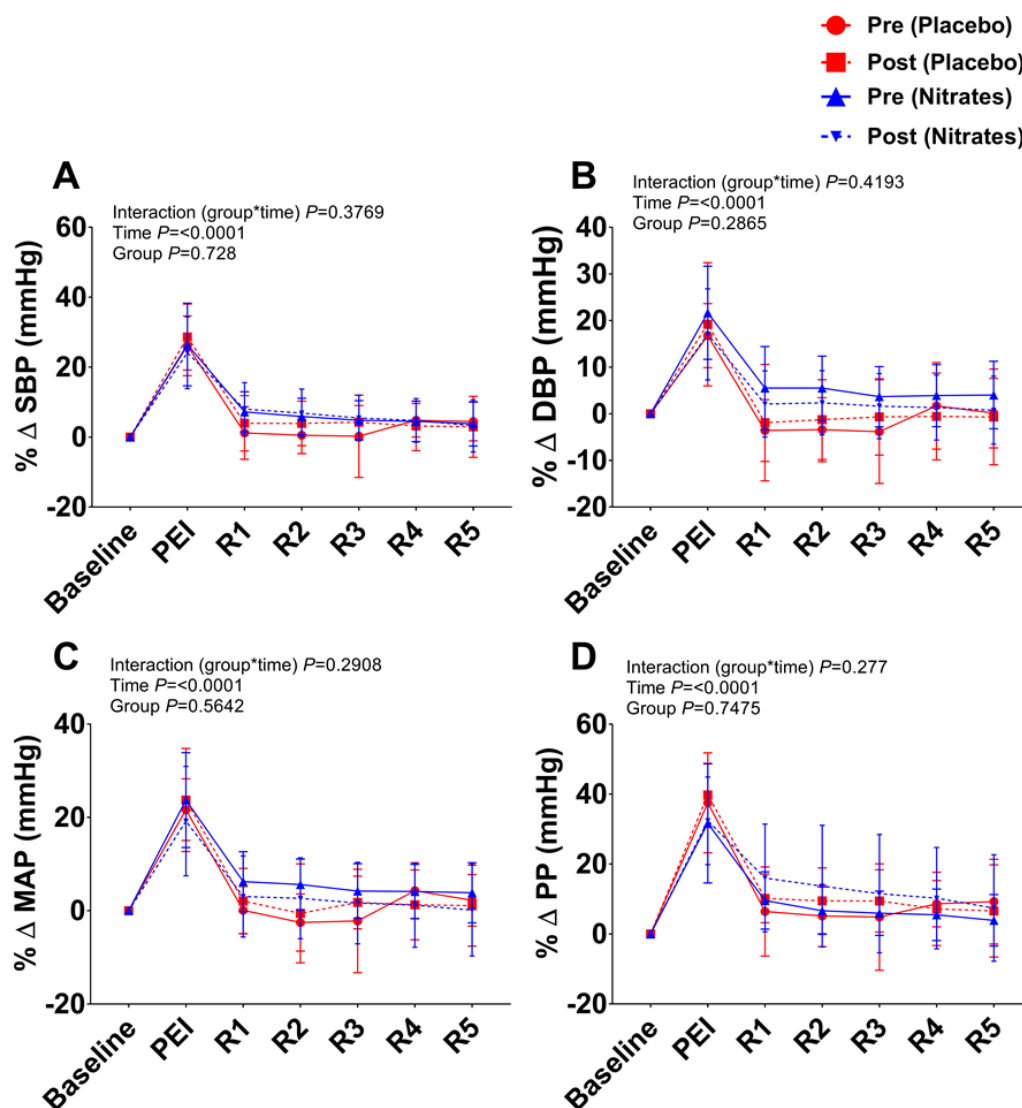 Pre (Placebo)
Post (Placebo)
Pre (Nitrates)
Post (Nitrates)
A
Interaction (group*time) P=0.3769
Time P=<0.0001
Group P=0.728
% Δ SBP (mmHg)
60
40
20
0
-20
Baseline
PEI
R1
R2
R3
R4
R5
B
Interaction (group*time) P=0.4193
Time P=<0.0001
Group P=0.2865
% Δ DBP (mmHg)
40
30
20
10
0
-10
-20
Baseline
PEI
R1
R2
R3
R4
R5
C
Interaction (group*time) P=0.2908
Time P=<0.0001
Group P=0.5642
% Δ MAP (mmHg)
40
20
0
-20
Baseline
PEI
R1
R2
R3
R4
R5
D
Interaction (group*time) P=0.277
Time P=<0.0001
Group P=0.7475
% Δ PP (mmHg)
60
40
20
0
-20
Baseline
PEI
R1
R2
R3
R4
R5